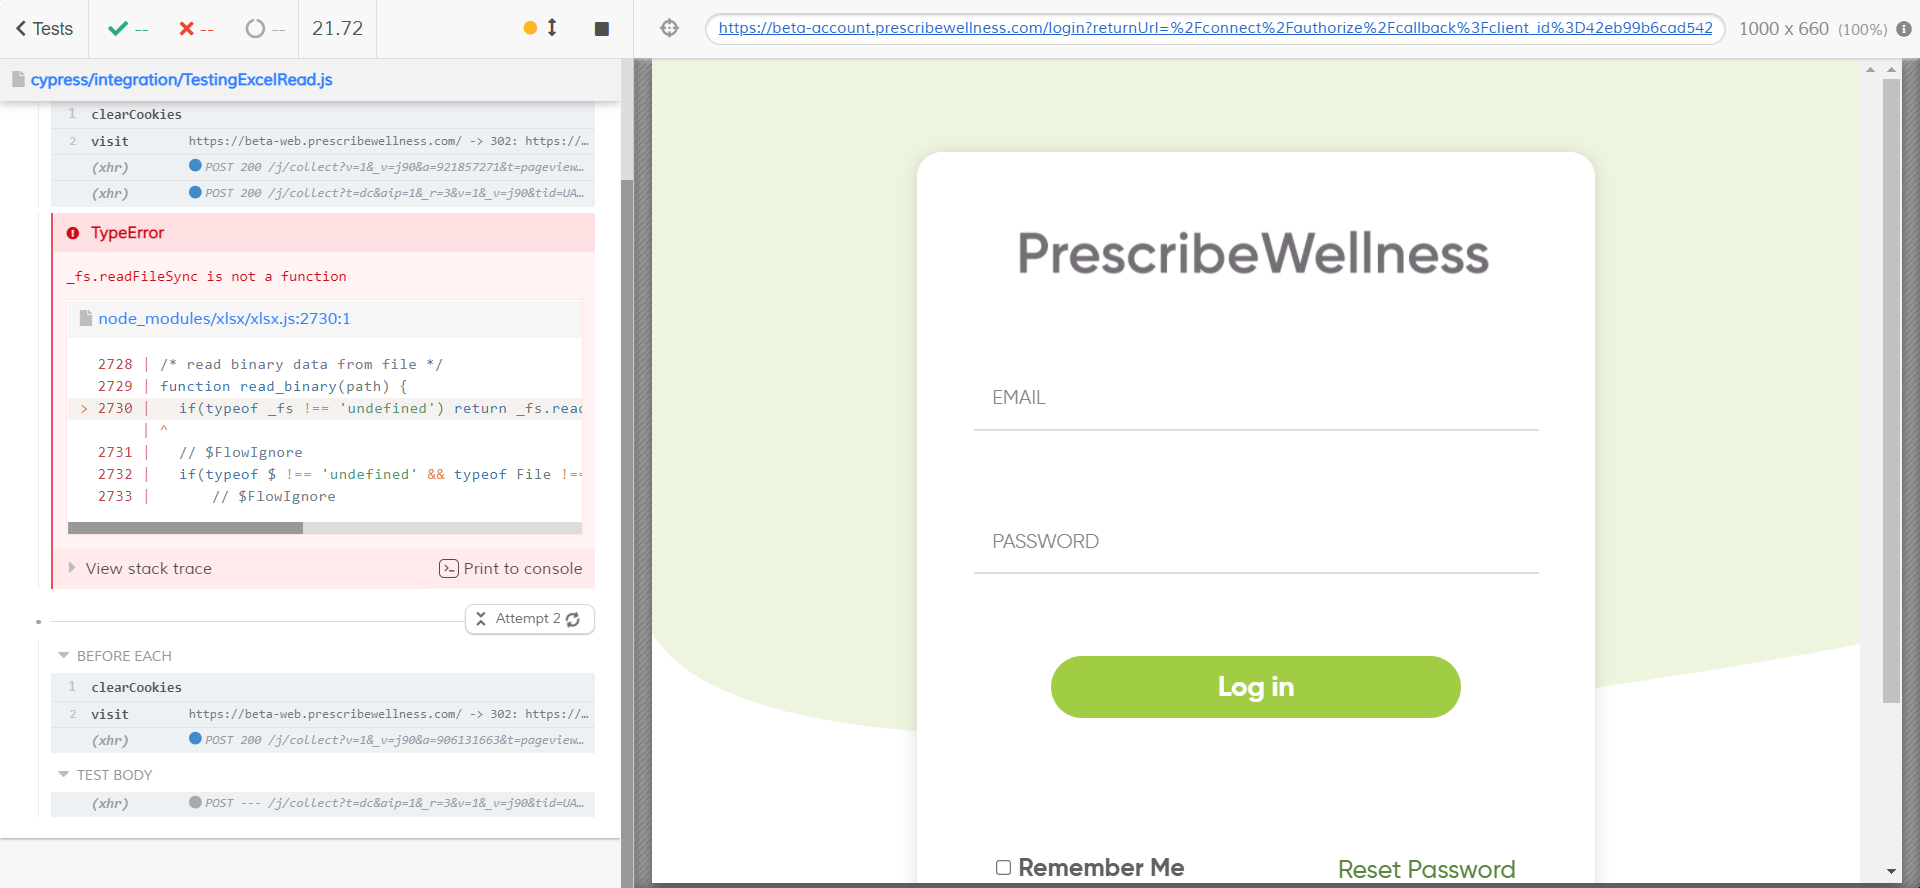 Tests
--
--
--
21.72
https://beta-account.prescribewellness.com/login?returnUrl=%2Fconnect%2Fauthorize%2Fcallback%3Fclient_id%3D42eb99b6cad542
1000 x 660 (100%)
cypress/integration/TestingExcelRead.js
1 clearCookies
2 visit https://beta-web.prescribewellness.com/ -> 302: https://…
(xhr) POST 200 /j/collect?v=1&_v=j90&a=921857271&t=pageview…
(xhr) POST 200 /j/collect?t=dc&aip=1&_r=3&v=1&_v=j90&tid=UA…
TypeError
_fs.readFileSync is not a function
node_modules/xlsx/xlsx.js:2730:1
2728 | /* read binary data from file */
2729 | function read_binary(path) {
> 2730 | if(typeof _fs !== 'undefined') return _fs.read
| ^
2731 | // $FlowIgnore
2732 | if(typeof $ !== 'undefined' && typeof File !==
2733 | // $FlowIgnore
View stack trace
Print to console
Attempt 2
BEFORE EACH
1 clearCookies
2 visit https://beta-web.prescribewellness.com/ -> 302: https://…
(xhr) POST 200 /j/collect?v=1&_v=j90&a=906131663&t=pageview…
TEST BODY
(xhr) POST --- /j/collect?t=dc&aip=1&_r=3&v=1&_v=j90&tid=UA…
PrescribeWellness
EMAIL
PASSWORD
Log in
Remember Me
Reset Password